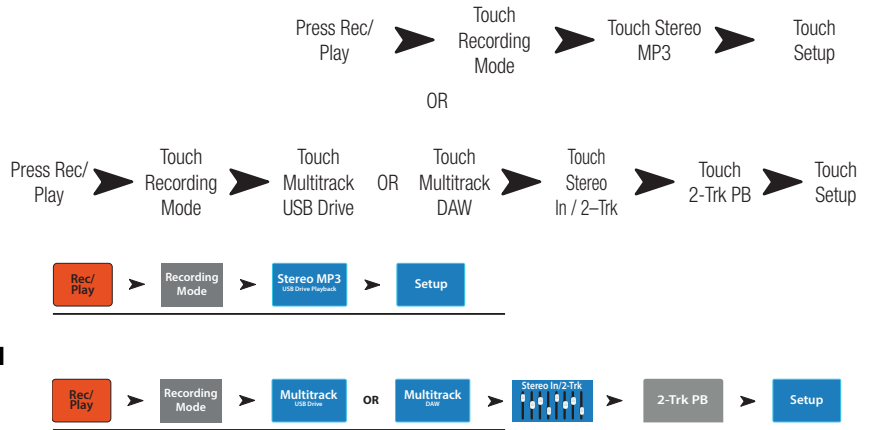 Press Rec/
Play
Touch
Recording
Mode
Touch Stereo
MP3
Touch
Setup
OR
Press Rec/
Play
Touch
Recording
Mode
Touch
Multitrack
USB Drive
OR
Touch
Multitrack
DAW
Touch
Stereo
In / 2–Trk
Touch
2-Trk PB
Touch
Setup
Rec/
Play
Recording
Mode
Stereo MP3
USB Drive Playback
Setup
Rec/
Play
Recording
Mode
Multitrack
USB Drive
OR
Multitrack
DAW
Stereo In/2-Trk
2-Trk PB
Setup